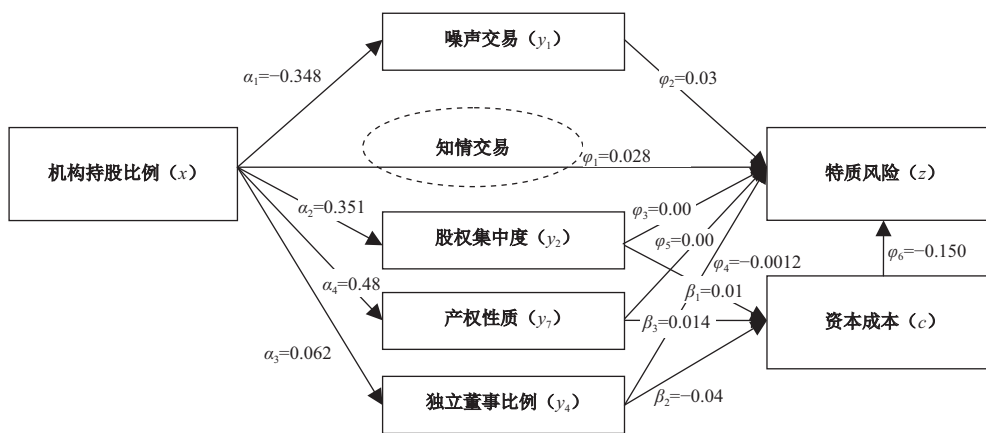 噪声交易（y₁）
α₁=−0.348
φ₂=0.03
知情交易
机构持股比例（x）
φ₁=0.028
特质风险（z）
α₂=0.351
φ₃=0.00
股权集中度（y₂）
φ₅=0.00
φ₄=−0.0012
φ₆=−0.150
α₄=0.48
β₁=0.01
产权性质（y₇）
β₃=0.014
资本成本（c）
α₃=0.062
独立董事比例（y₄）
β₂=−0.04